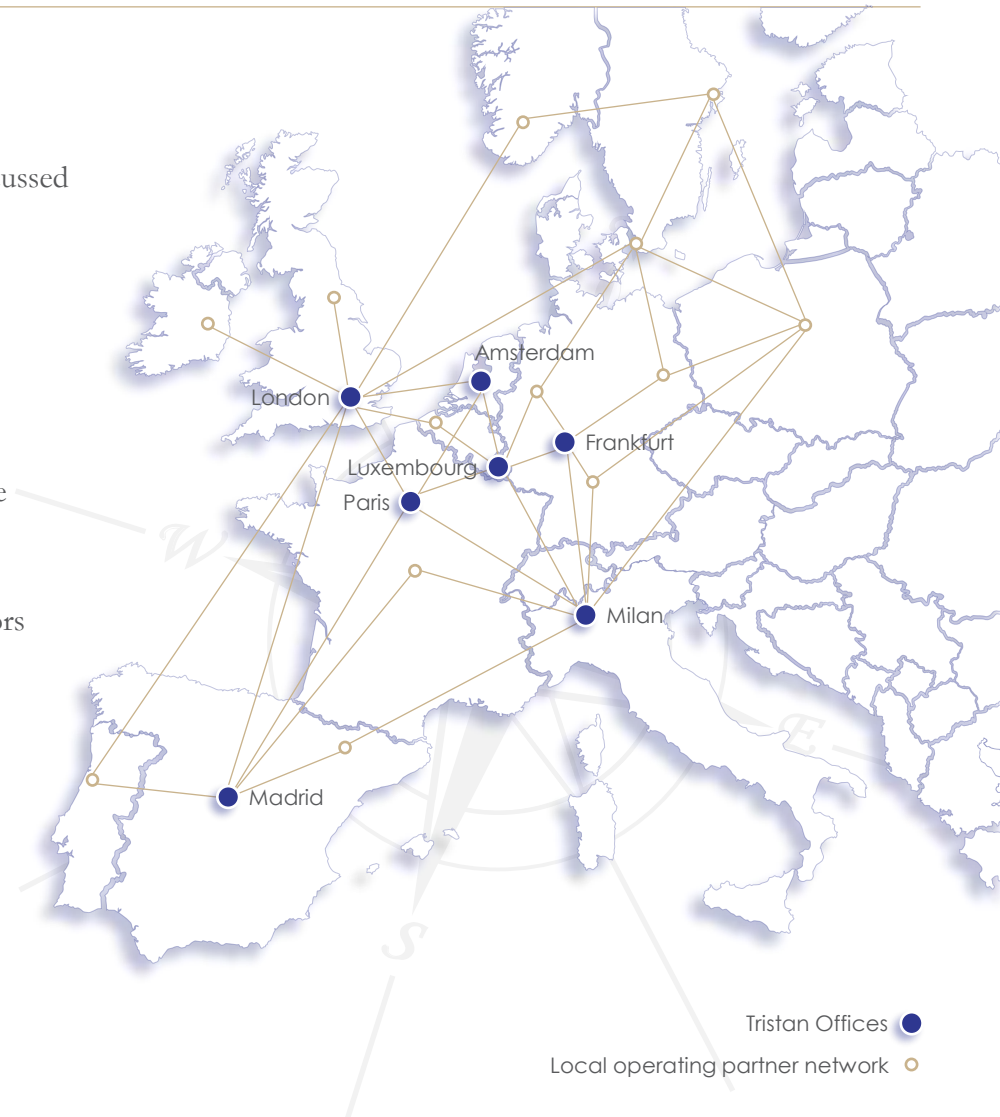 ussed
Amsterdam
London
Frankfurt
Luxembourg
Paris
e
W
ors
Milan
E
Madrid
S
Tristan Offices
Local operating partner network